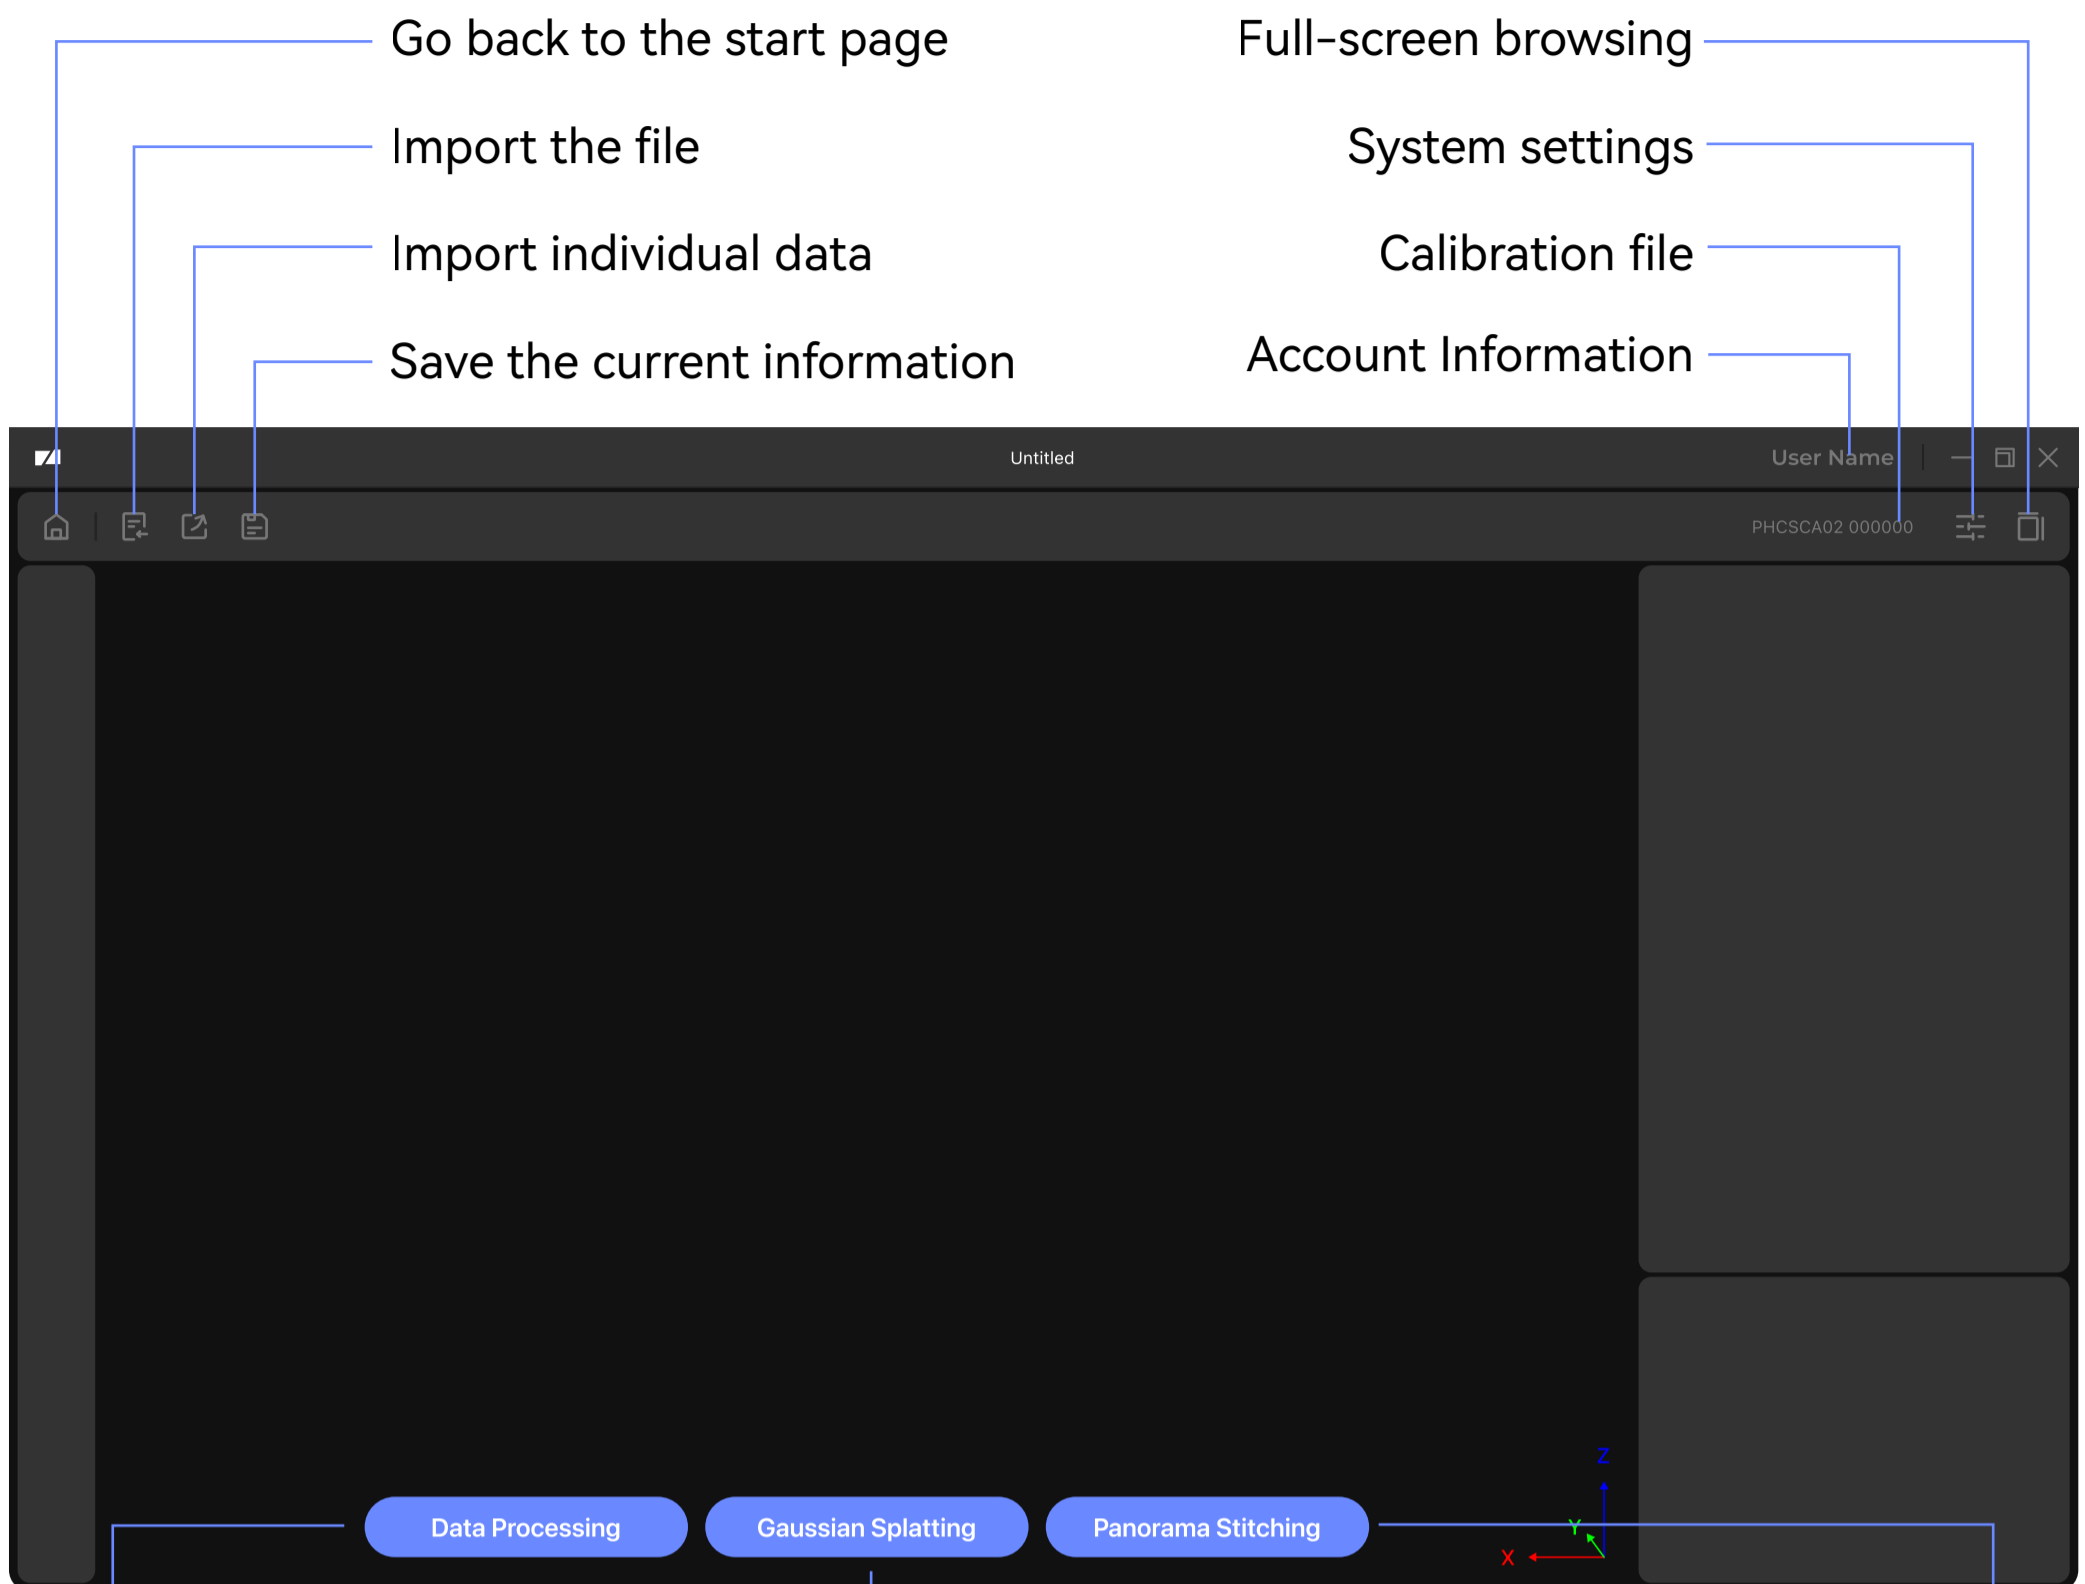 Go back to the start page
Full-screen browsing
Import the file
System settings
Import individual data
Calibration file
Save the current information
Account Information
Untitled
User Name
PHCSCA02 000000
Z
Y
X
Data Processing
Gaussian Splatting
Panorama Stitching